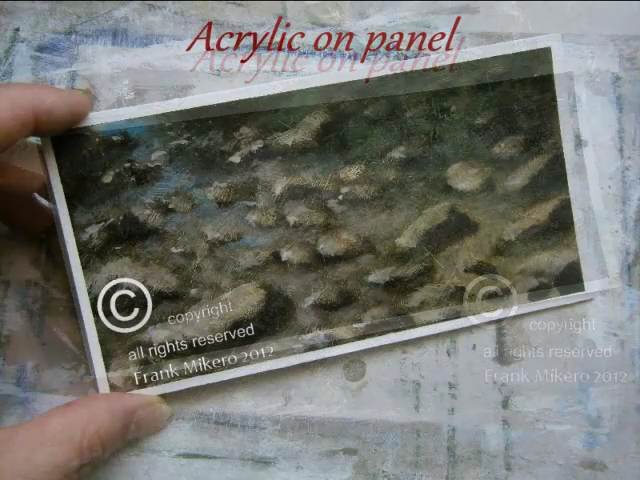 Acrylic on panel
Acrylic on panel
©
copyright
all rights reserved
Frank Mikero 2012
©
copyright
all rights reserved
Frank Mikero 2012